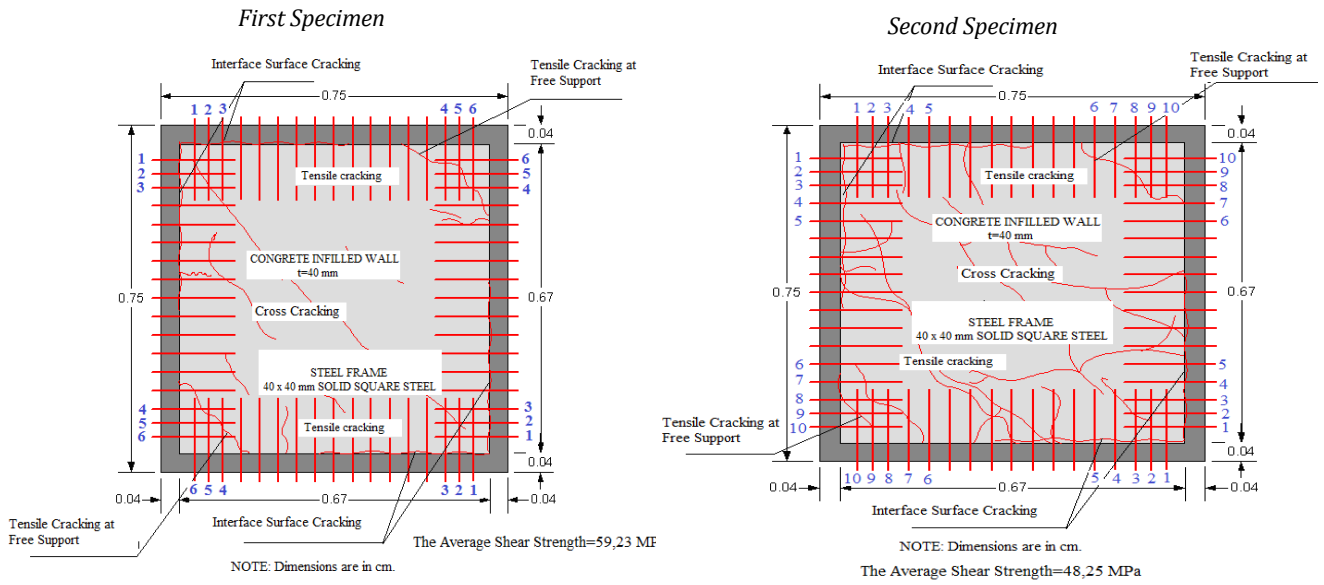 First Specimen
Interface Surface Cracking
Tensile Cracking at
Free Support
0.75
1 2 3
4 5 6
0.04
1
2
3
6
5
4
Tensile cracking
CONGRETE INFILLED WALL
t=40 mm
0.75
0.67
Cross Cracking
STEEL FRAME
40 x 40 mm SOLID SQUARE STEEL
4
5
6
3
2
1
Tensile cracking
0.04
6 5 4
3 2 1
0.04
0.67
0.04
Tensile Cracking at
Free Support
Interface Surface Cracking
The Average Shear Strength=59,23 MP
NOTE: Dimensions are in cm.
Second Specimen
Tensile Cracking at
Free Support
Interface Surface Cracking
0.75
1 2 3 4 5
6 7 8 9 10
0.04
1
2
3
4
5
10
9
8
7
6
Tensile cracking
CONGRETE INFILLED WALL
t=40 mm
Cross Cracking
0.75
0.67
STEEL FRAME
40 x 40 mm SOLID SQUARE STEEL
Tensile cracking
6
7
8
9
10
5
4
3
2
1
Tensile Cracking at
Free Support
0.04
10 9 8 7 6
5 4 3 2 1
0.04
0.67
0.04
Interface Surface Cracking
NOTE: Dimensions are in cm.
The Average Shear Strength=48,25 MPa